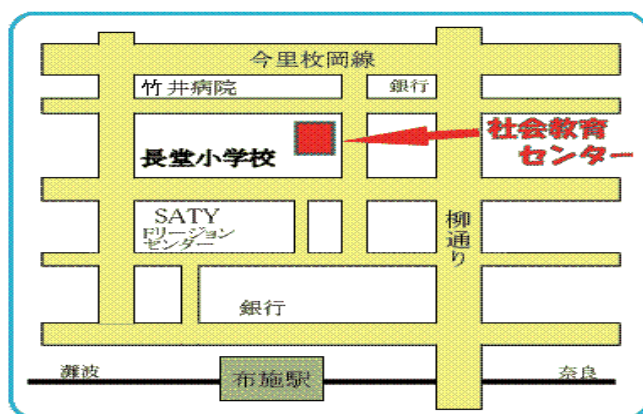 今里枚岡線
竹井病院
銀行
社会教育
センター
長堂小学校
SATY
Fリージョン
センター
柳通り
銀行
灘波
布施駅
奈良